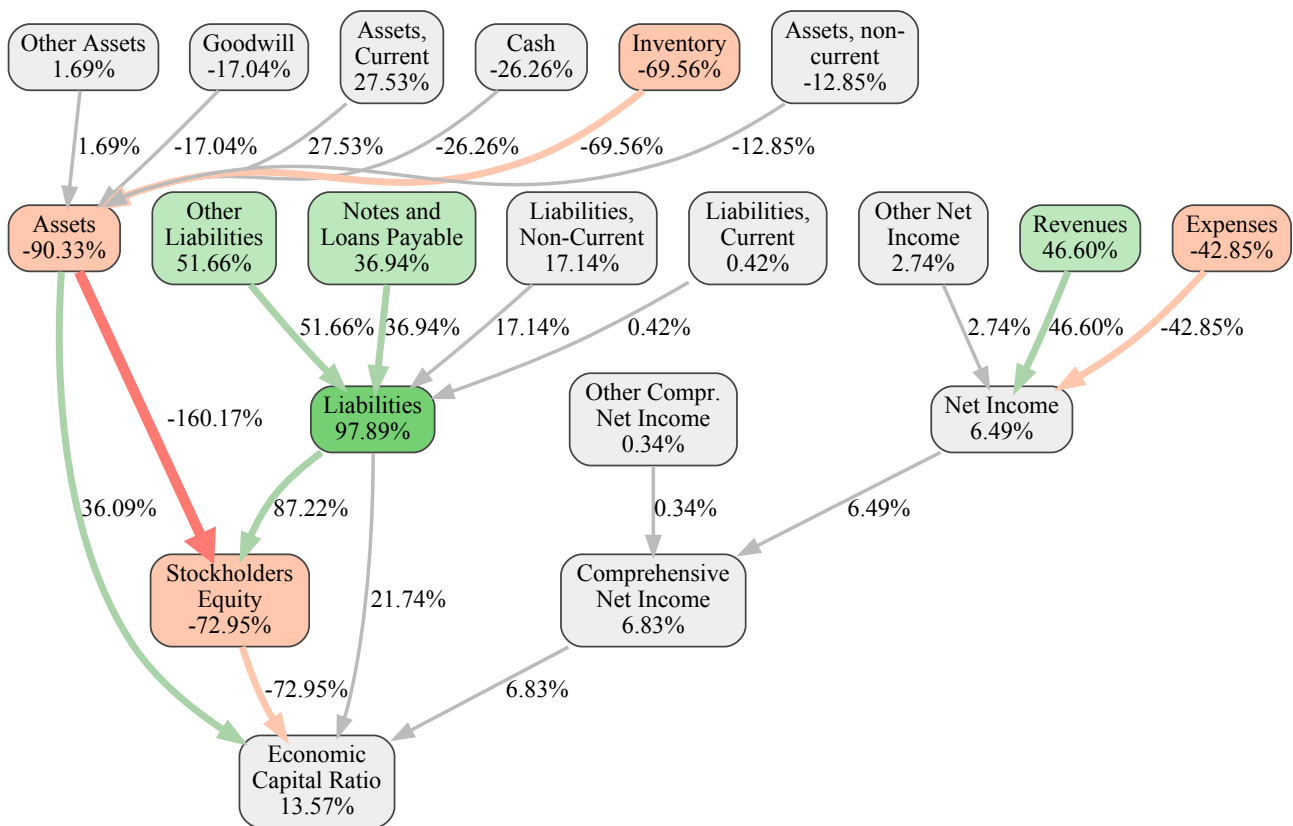 Other Assets
1.69%
Goodwill
-17.04%
Assets,
Current
27.53%
Cash
-26.26%
Inventory
-69.56%
Assets, non-
current
-12.85%
1.69%
-17.04%
27.53%
-26.26%
-69.56%
-12.85%
Assets
-90.33%
Other
Liabilities
51.66%
Notes and
Loans Payable
36.94%
Liabilities,
Non-Current
17.14%
Liabilities,
Current
0.42%
Other Net
Income
2.74%
Revenues
46.60%
Expenses
-42.85%
51.66%
36.94%
17.14%
0.42%
2.74%
46.60%
-42.85%
-160.17%
Liabilities
97.89%
Other Compr.
Net Income
0.34%
Net Income
6.49%
36.09%
87.22%
0.34%
6.49%
Stockholders
Equity
-72.95%
21.74%
Comprehensive
Net Income
6.83%
-72.95%
6.83%
Economic
Capital Ratio
13.57%